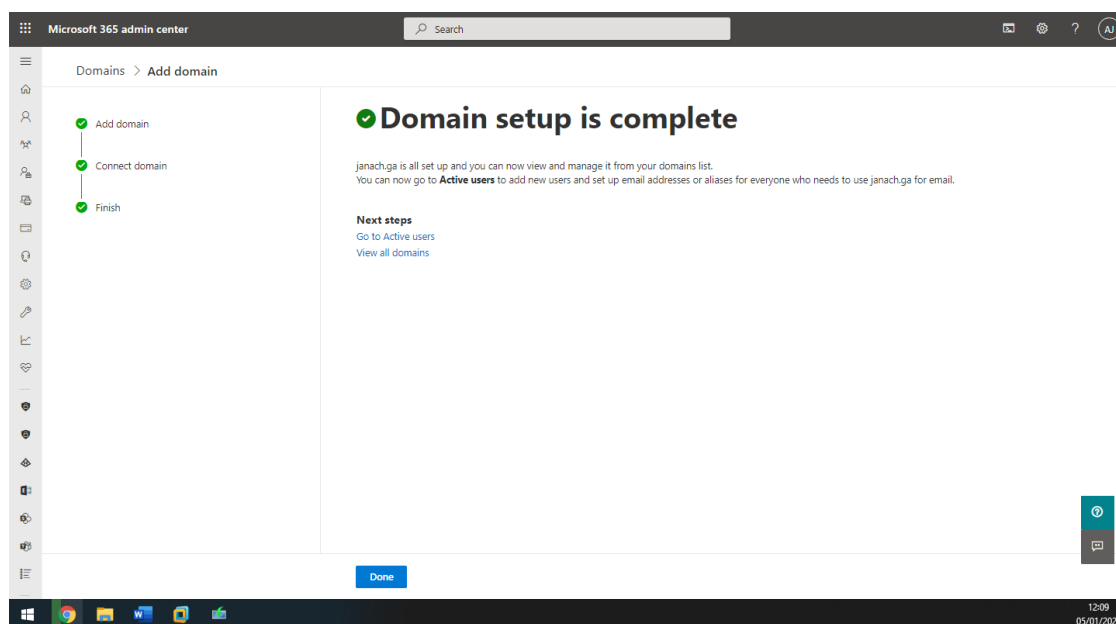 Microsoft 365 admin center
Search
?
AJ
Domains > Add domain
Add domain
Connect domain
Finish
Domain setup is complete
janach.ga is all set up and you can now view and manage it from your domains list.
You can now go to Active users to add new users and set up email addresses or aliases for everyone who needs to use janach.ga for email.
Next steps
Go to Active users
View all domains
Done
12:09
05/01/202